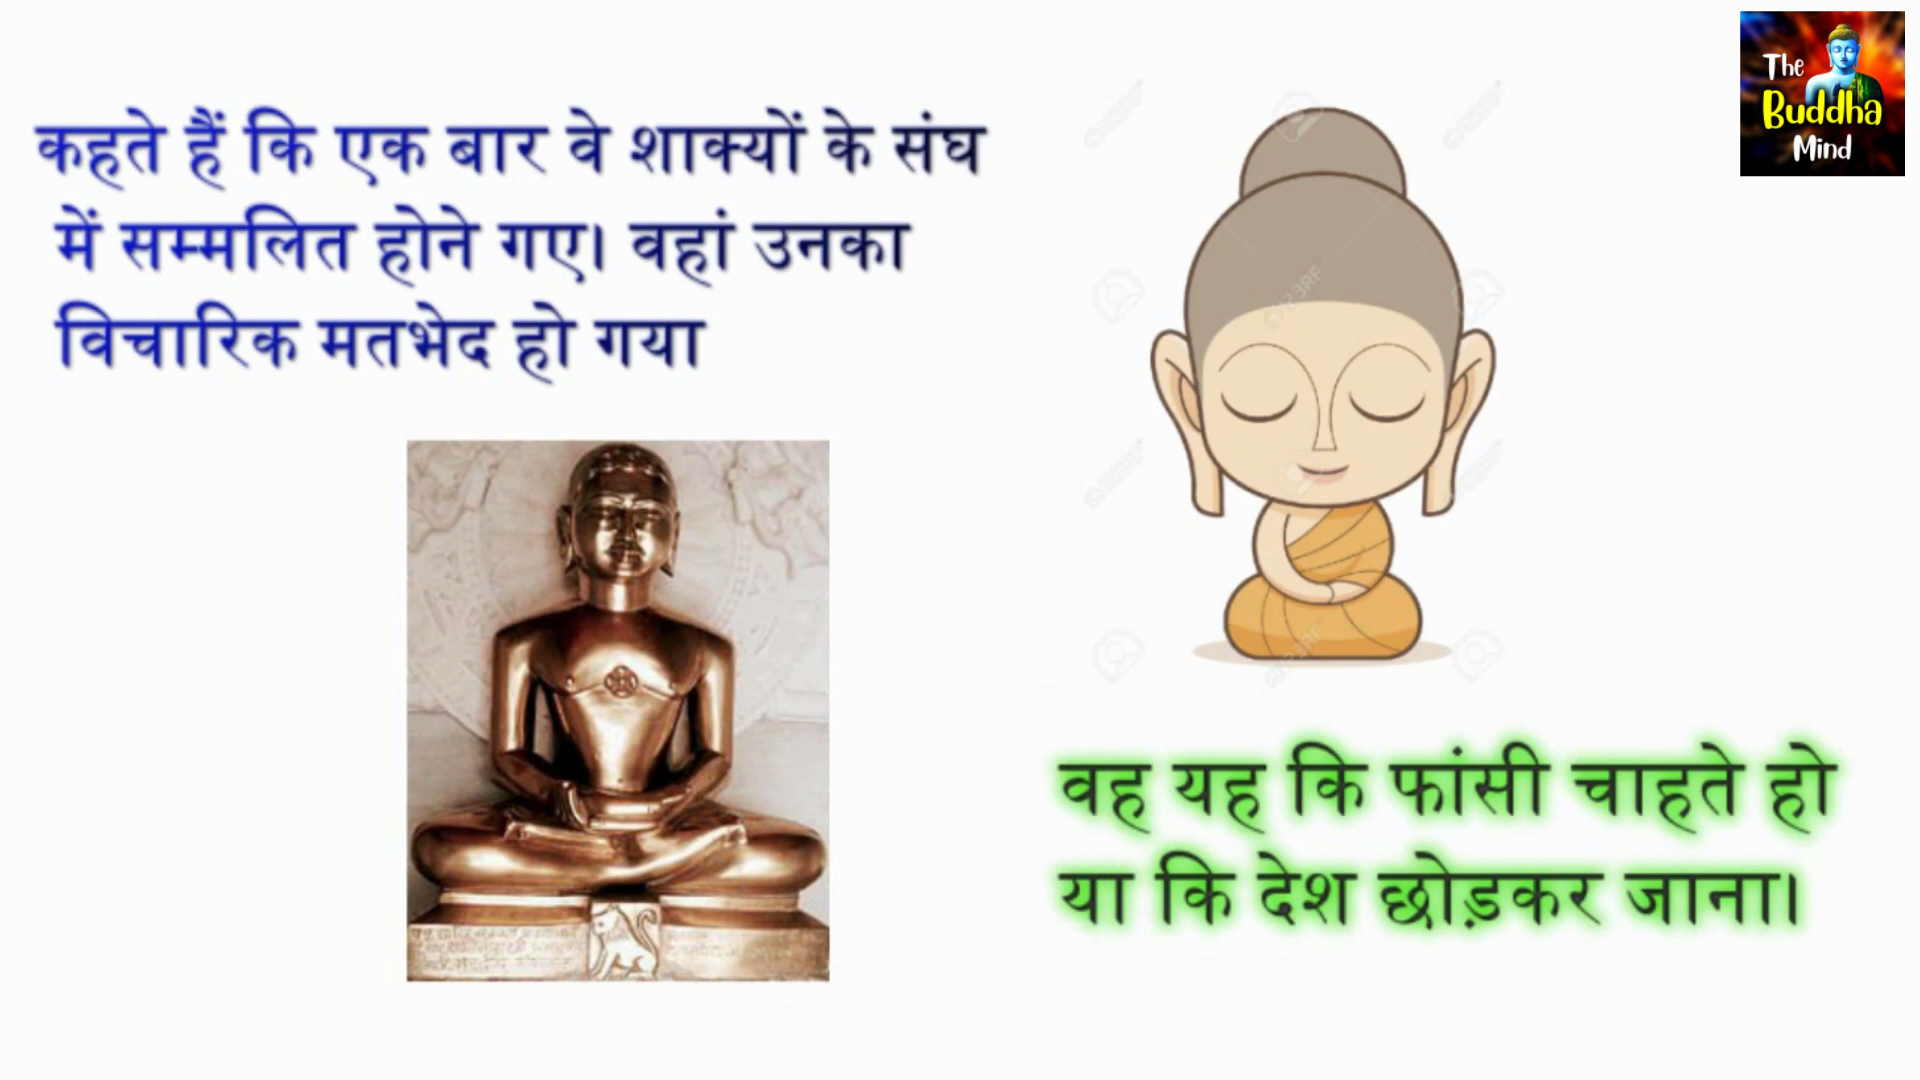 कहते हैं कि एक बार वे शाक्यों के संघ
में सम्मलित होने गए। वहां उनका
विचारिक मतभेद हो गया
The
Buddha
Mind
वह यह कि फांसी चाहते हो
या कि देश छोड़कर जाना।